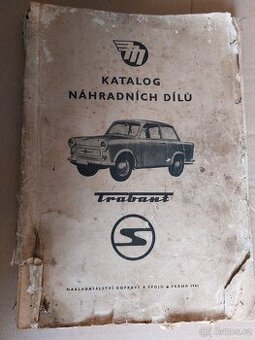 m
KATALOG
NÁHRADNÍCH DÍLŮ
Trabant
S
NAKLADATELSTVÍ DOPRAVY A SPOJŮ PRAHA